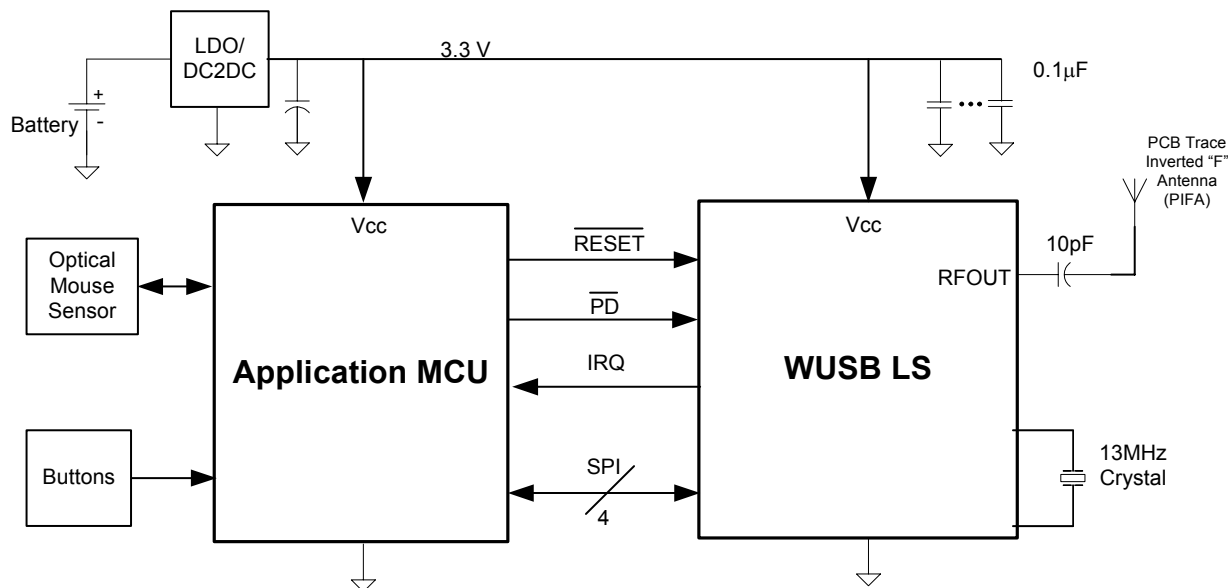 LDO/
DC2DC
3.3 V
0.1μF
+
-
Battery
PCB Trace
Inverted “F”
Antenna
(PIFA)
Vcc
Vcc
RESET
10pF
Optical
Mouse
Sensor
RFOUT
PD
Application MCU
IRQ
WUSB LS
Buttons
SPI
4
13MHz
Crystal